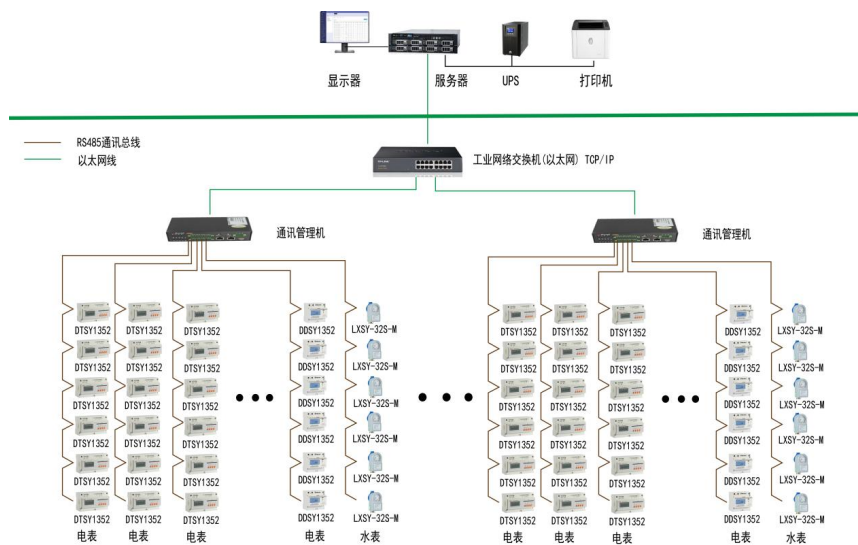 显示器 服务器 UPS 打印机
RS485通讯总线
以太网线
工业网络交换机(以太网) TCP/IP
通讯管理机 通讯管理机
DTSY1352 DTSY1352 DTSY1352 DDSY1352 LXSY-32S-M DTSY1352 DTSY1352 DTSY1352 DDSY1352 LXSY-32S-M
DTSY1352 DTSY1352 DTSY1352 DDSY1352 LXSY-32S-M DTSY1352 DTSY1352 DTSY1352 DDSY1352 LXSY-32S-M
DTSY1352 DTSY1352 DTSY1352 ••• DDSY1352 LXSY-32S-M ••• DTSY1352 DTSY1352 DTSY1352 ••• DDSY1352 LXSY-32S-M
DTSY1352 DTSY1352 DTSY1352 DDSY1352 LXSY-32S-M DTSY1352 DTSY1352 DTSY1352 DDSY1352 LXSY-32S-M
DTSY1352 DTSY1352 DTSY1352 DDSY1352 LXSY-32S-M DTSY1352 DTSY1352 DTSY1352 DDSY1352 LXSY-32S-M
DTSY1352 DTSY1352 DTSY1352 DDSY1352 LXSY-32S-M DTSY1352 DTSY1352 DTSY1352 DDSY1352 LXSY-32S-M
电表 电表 电表 电表 水表 电表 电表 电表 电表 水表